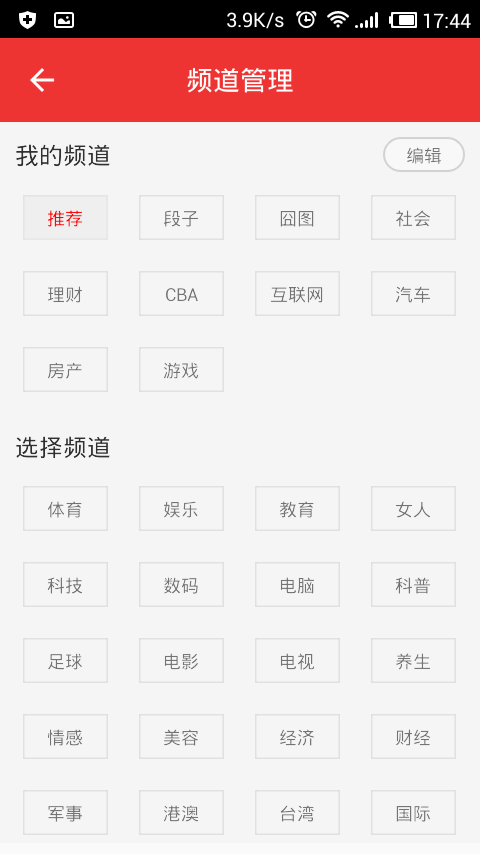 3.9K/s 17:44
频道管理
我的频道 编辑
推荐 段子 囧图 社会
理财 CBA 互联网 汽车
房产 游戏
选择频道
体育 娱乐 教育 女人
科技 数码 电脑 科普
足球 电影 电视 养生
情感 美容 经济 财经
军事 港澳 台湾 国际